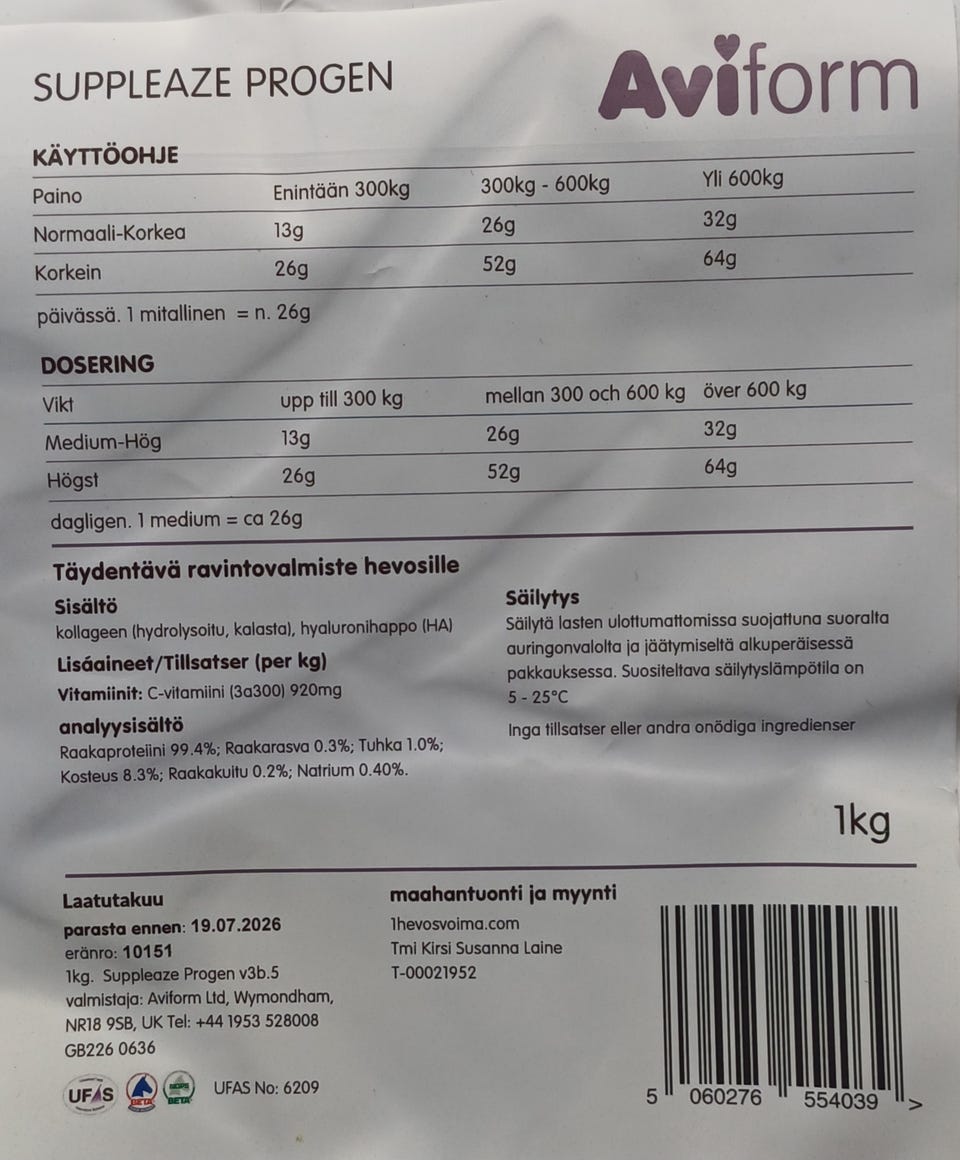 SUPPLEAZE PROGEN
Aviform
KÄYTTÖOHJE
Paino Enintään 300kg 300kg - 600kg Yli 600kg
Normaali-Korkea 13g 26g 32g
Korkein 26g 52g 64g
päivässä. 1 mitallinen = n. 26g
DOSERING
Vikt upp till 300 kg mellan 300 och 600 kg över 600 kg
Medium-Hög 13g 26g 32g
Högst 26g 52g 64g
dagligen. 1 medium = ca 26g
Täydentävä ravintovalmiste hevosille
Sisältö
kollageen (hydrolysoitu, kalasta), hyaluronihappo (HA)
Lisáaineet/Tillsatser (per kg)
Vitamiinit: C-vitamiini (3a300) 920mg
analyysisältö
Raakaproteiini 99.4%; Raakarasva 0.3%; Tuhka 1.0%;
Kosteus 8.3%; Raakakuitu 0.2%; Natrium 0.40%.
Säilytys
Säilytä lasten ulottumattomissa suojattuna suoralta
auringonvalolta ja jäätymiseltä alkuperäisessä
pakkauksessa. Suositeltava säilytyslämpötila on
5 - 25°C
Inga tillsatser eller andra onödiga ingredienser
1kg
Laatutakuu
parasta ennen: 19.07.2026
eränro: 10151
1kg. Suppleaze Progen v3b.5
valmistaja: Aviform Ltd, Wymondham,
NR18 9SB, UK Tel: +44 1953 528008
GB226 0636
UFAS BETA NOPS BETA UFAS No: 6209
maahantuonti ja myynti
1hevosvoima.com
Tmi Kirsi Susanna Laine
T-00021952
5 060276 554039 >